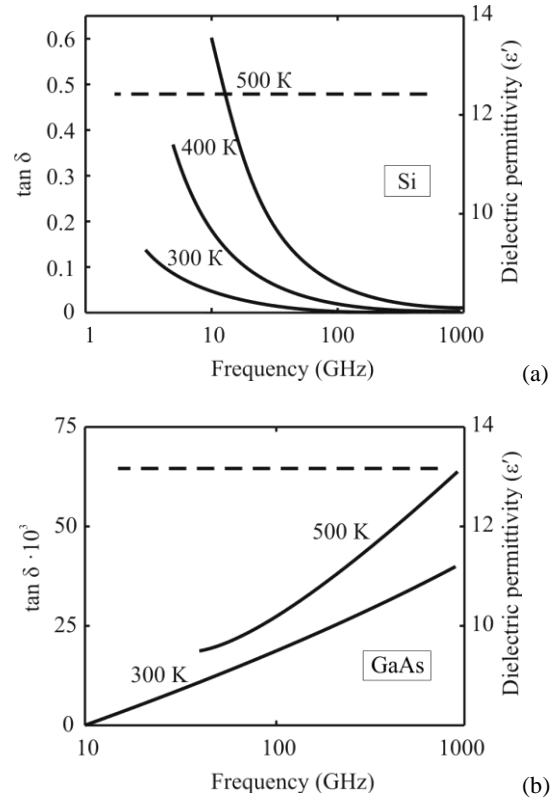 0.6
0.5
0.4
0.3
0.2
0.1
0
tan δ
500 К
400 К
300 К
Si
14
12
10
Dielectric permittivity (ε′)
1
10
100
1000
Frequency (GHz)
(a)
75
50
25
0
tan δ ·10³
500 K
300 K
GaAs
14
12
10
Dielectric permittivity (ε′)
10
100
1000
Frequency (GHz)
(b)